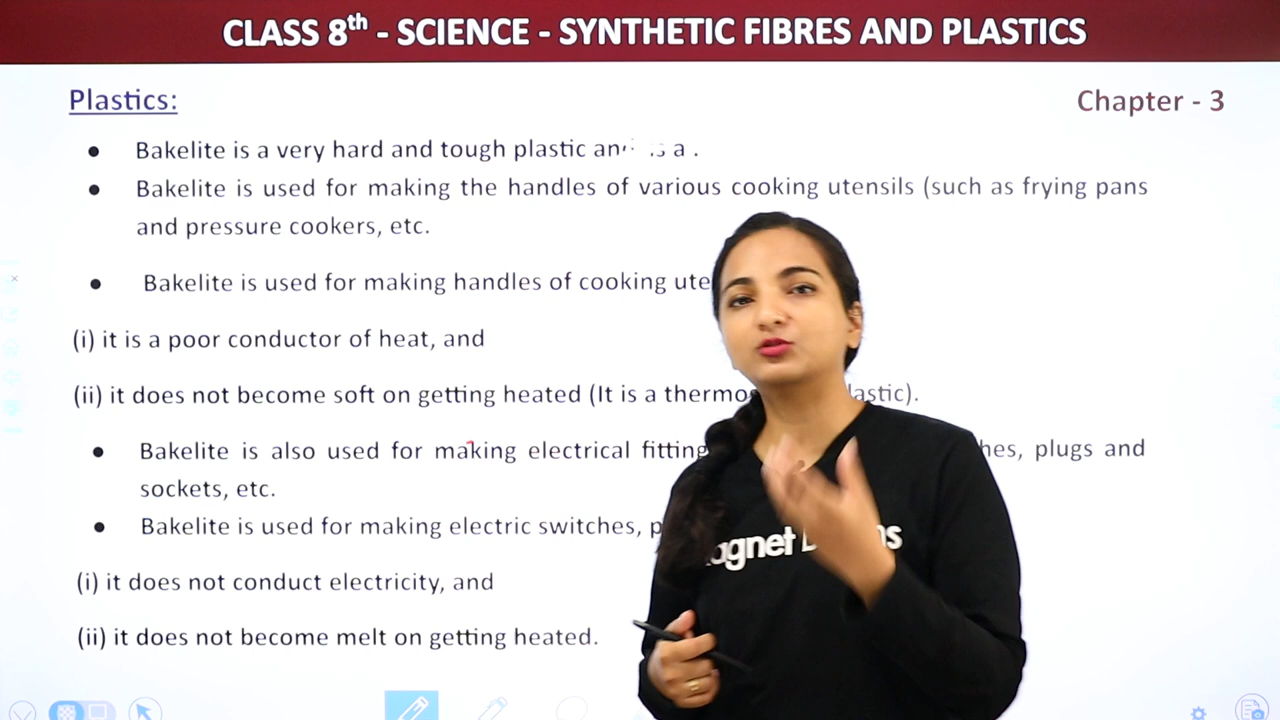 CLASS 8th - SCIENCE - SYNTHETIC FIBRES AND PLASTICS
Plastics:
Chapter - 3
• Bakelite is a very hard and tough plastic a .
• Bakelite is used for making the handles of various cooking utensils (such as frying pans
and pressure cookers, etc.
• Bakelite is used for making handles of cooking
(i) it is a poor conductor of heat, and
(ii) it does not become soft on getting heated (It is a
• Bakelite is also used for making electrical plugs and
sockets, etc.
• Bakelite is used for making electric switches,
(i) it does not conduct electricity, and
(ii) it does not become melt on getting heated.